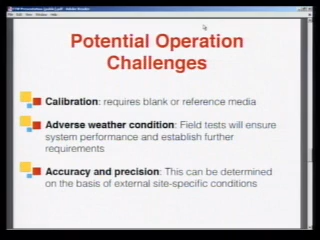 Potential Operation
Challenges
Calibration: requires blank or reference media
Adverse weather condition: Field tests will ensure
system performance and establish further
requirements
Accuracy and precision: This can be determined
on the basis of external site-specific conditions